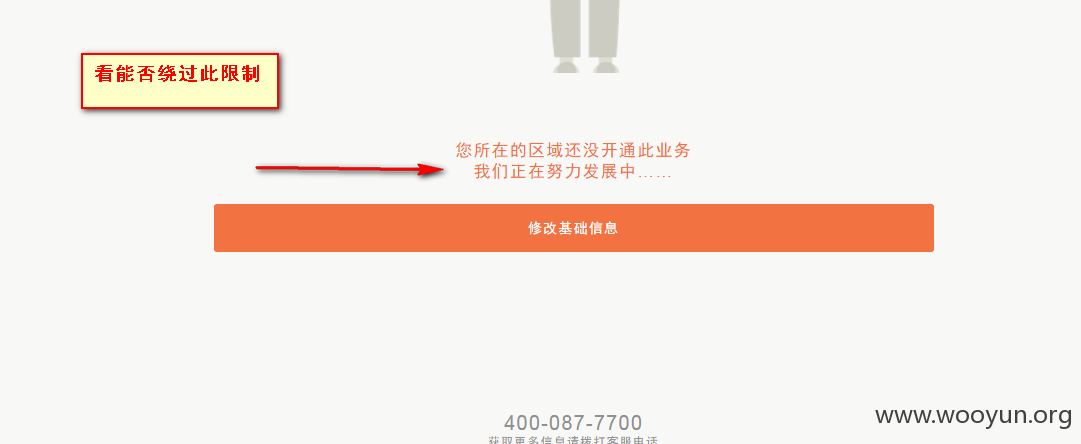 看能否绕过此限制
您所在的区域还没开通此业务
我们正在努力发展中……
修改基础信息
400-087-7700
www.wooyun.org
获取更多信息请拨打客服电话